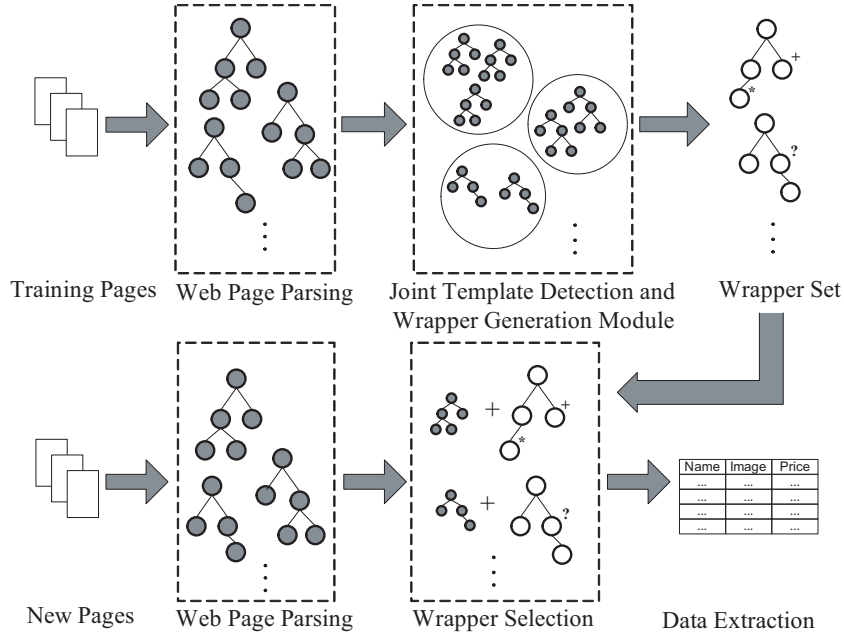 +
*
?
Training Pages
Web Page Parsing
Joint Template Detection and
Wrapper Generation Module
Wrapper Set
+ +
*
+ ?
Name Image Price
... ... ...
... ... ...
... ... ...
... ... ...
New Pages
Web Page Parsing
Wrapper Selection
Data Extraction